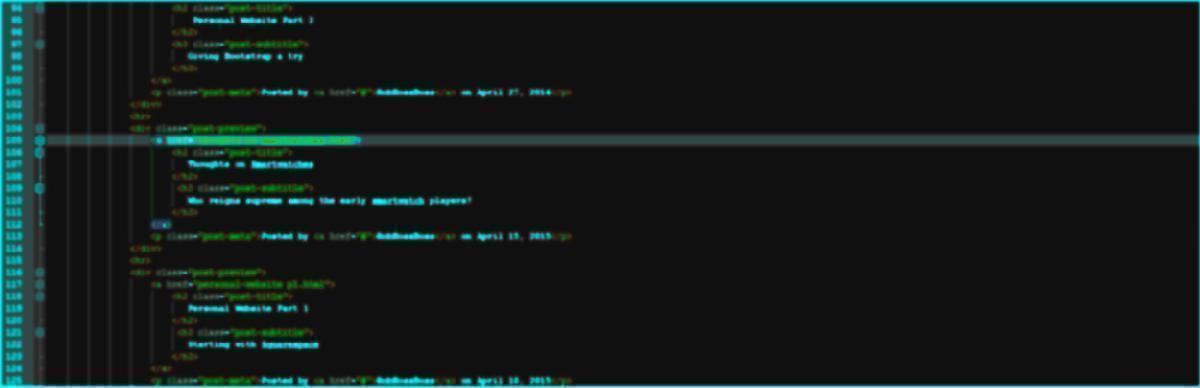 94 <h2 class="post-title">
95 Personal Website Part
96 </h2>
97 <h3 class="post-subtitle">
98 Giving Bootstrap a try
99 </h3>
100 </a>
101 <p class="post-meta">Posted by <a href="#"></a> on April 27, 2014</p>
102 </div>
103 <hr>
104 <div class="post-preview">
105 <a href=
106 <h2 class="post-title">
107 Thoughts on Smartwatches
108 </h2>
109 <h3 class="post-subtitle">
110 Who reigns supreme among the early smartwatch players?
111 </h3>
112 </a>
113 <p class="post-meta">Posted by <a href="#"></a> on April 15, 2015</p>
114 </div>
115 <hr>
116 <div class="post-preview">
117 <a href="personal-website p1.html">
118 <h2 class="post-title">
119 Personal Website Part 1
120 </h2>
121 <h3 class="post-subtitle">
122 Starting with Squarespace
123 </h3>
124 </a>
125 <p class="post-meta">Posted by <a href="#"></a> on April 10, 2015</p>